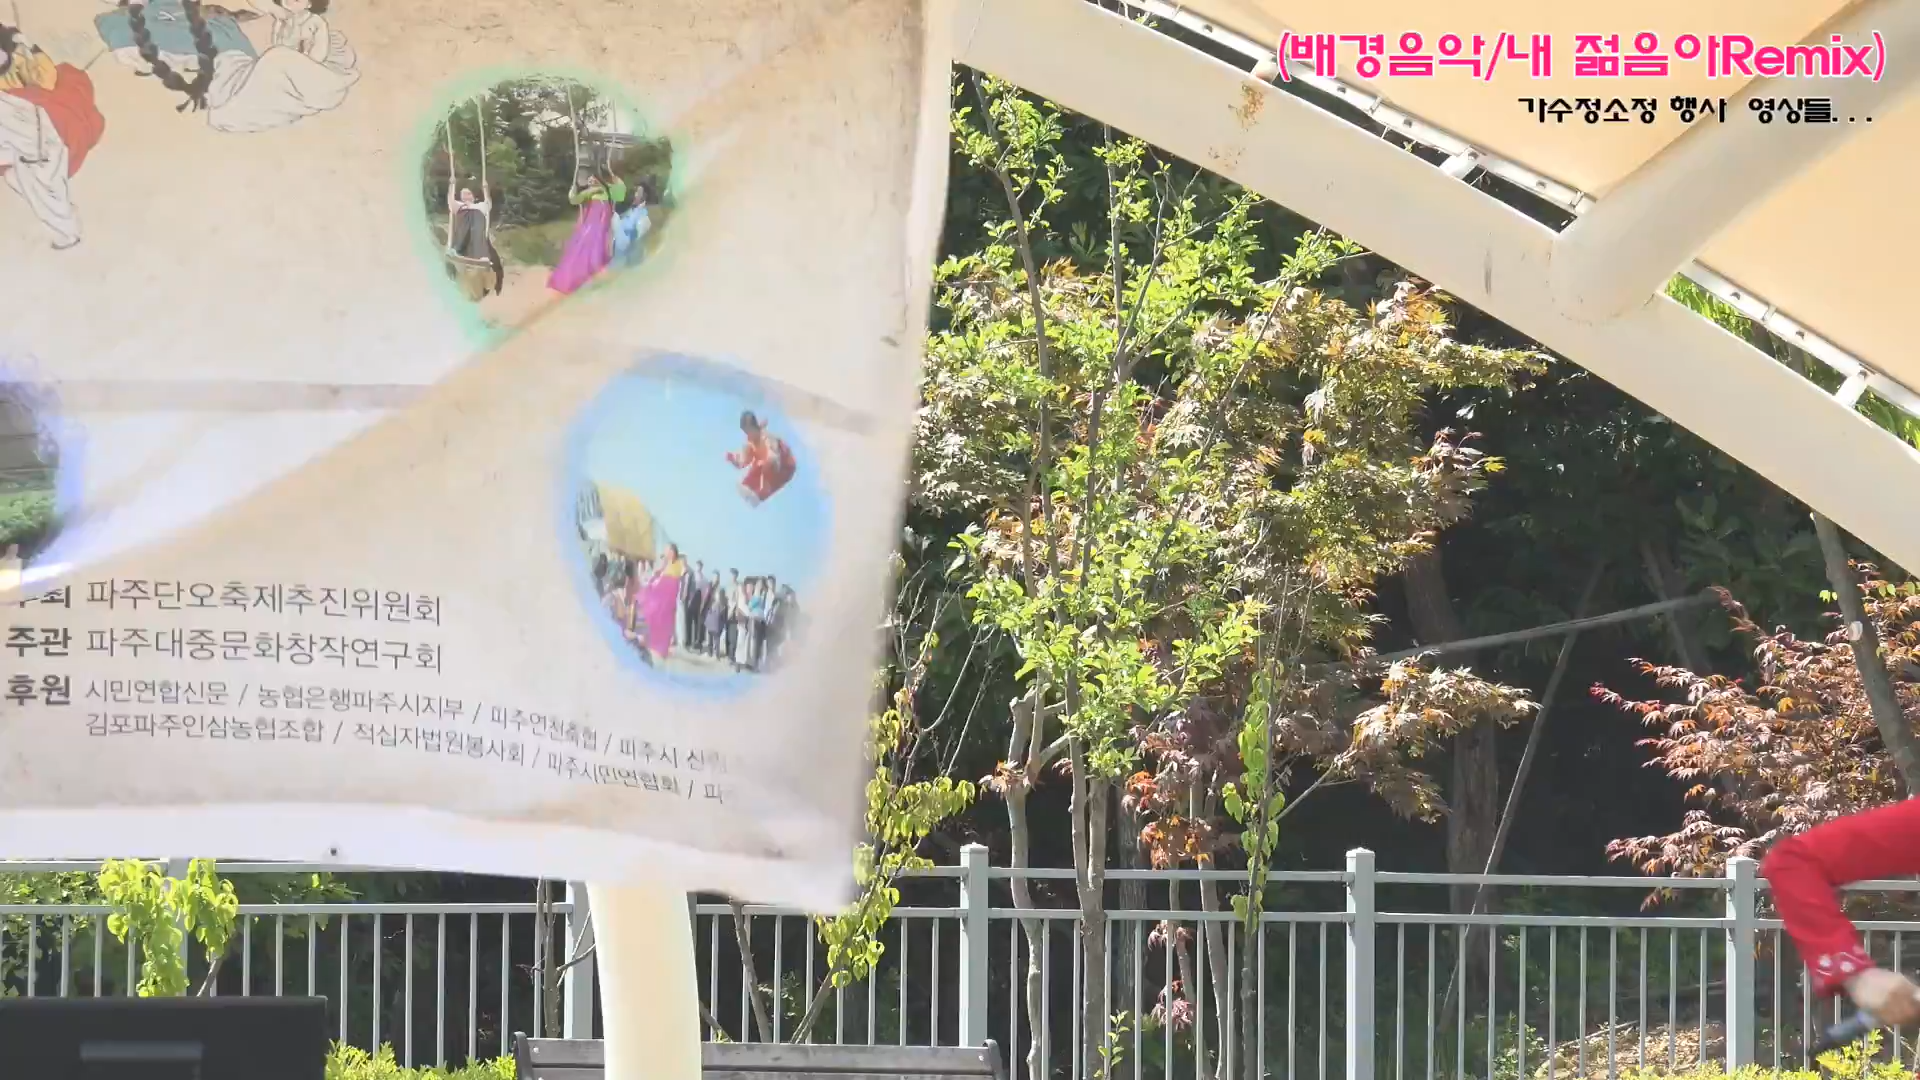 (배경음악/내 젊음아Remix)
가수정소정 행사 영상들...
파주단오축제추진위원회
주관 파주대중문화창작연구회
후원 시민연합신문 / 농협은행파주시지부 / 파주연천축협 / 파주시
김포파주인삼농협조합 / 적십자법원봉사회 / 파주시민연합회 / 파